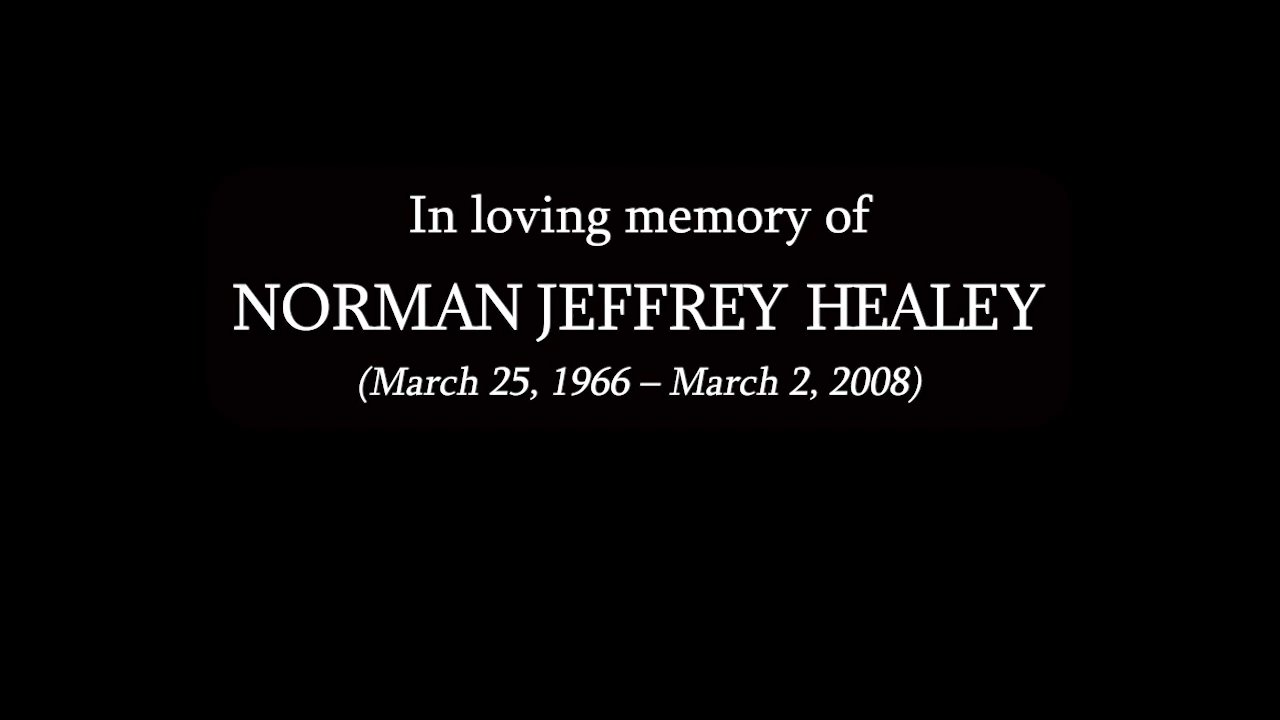 In loving memory of
NORMAN JEFFREY HEALEY
(March 25, 1966 – March 2, 2008)